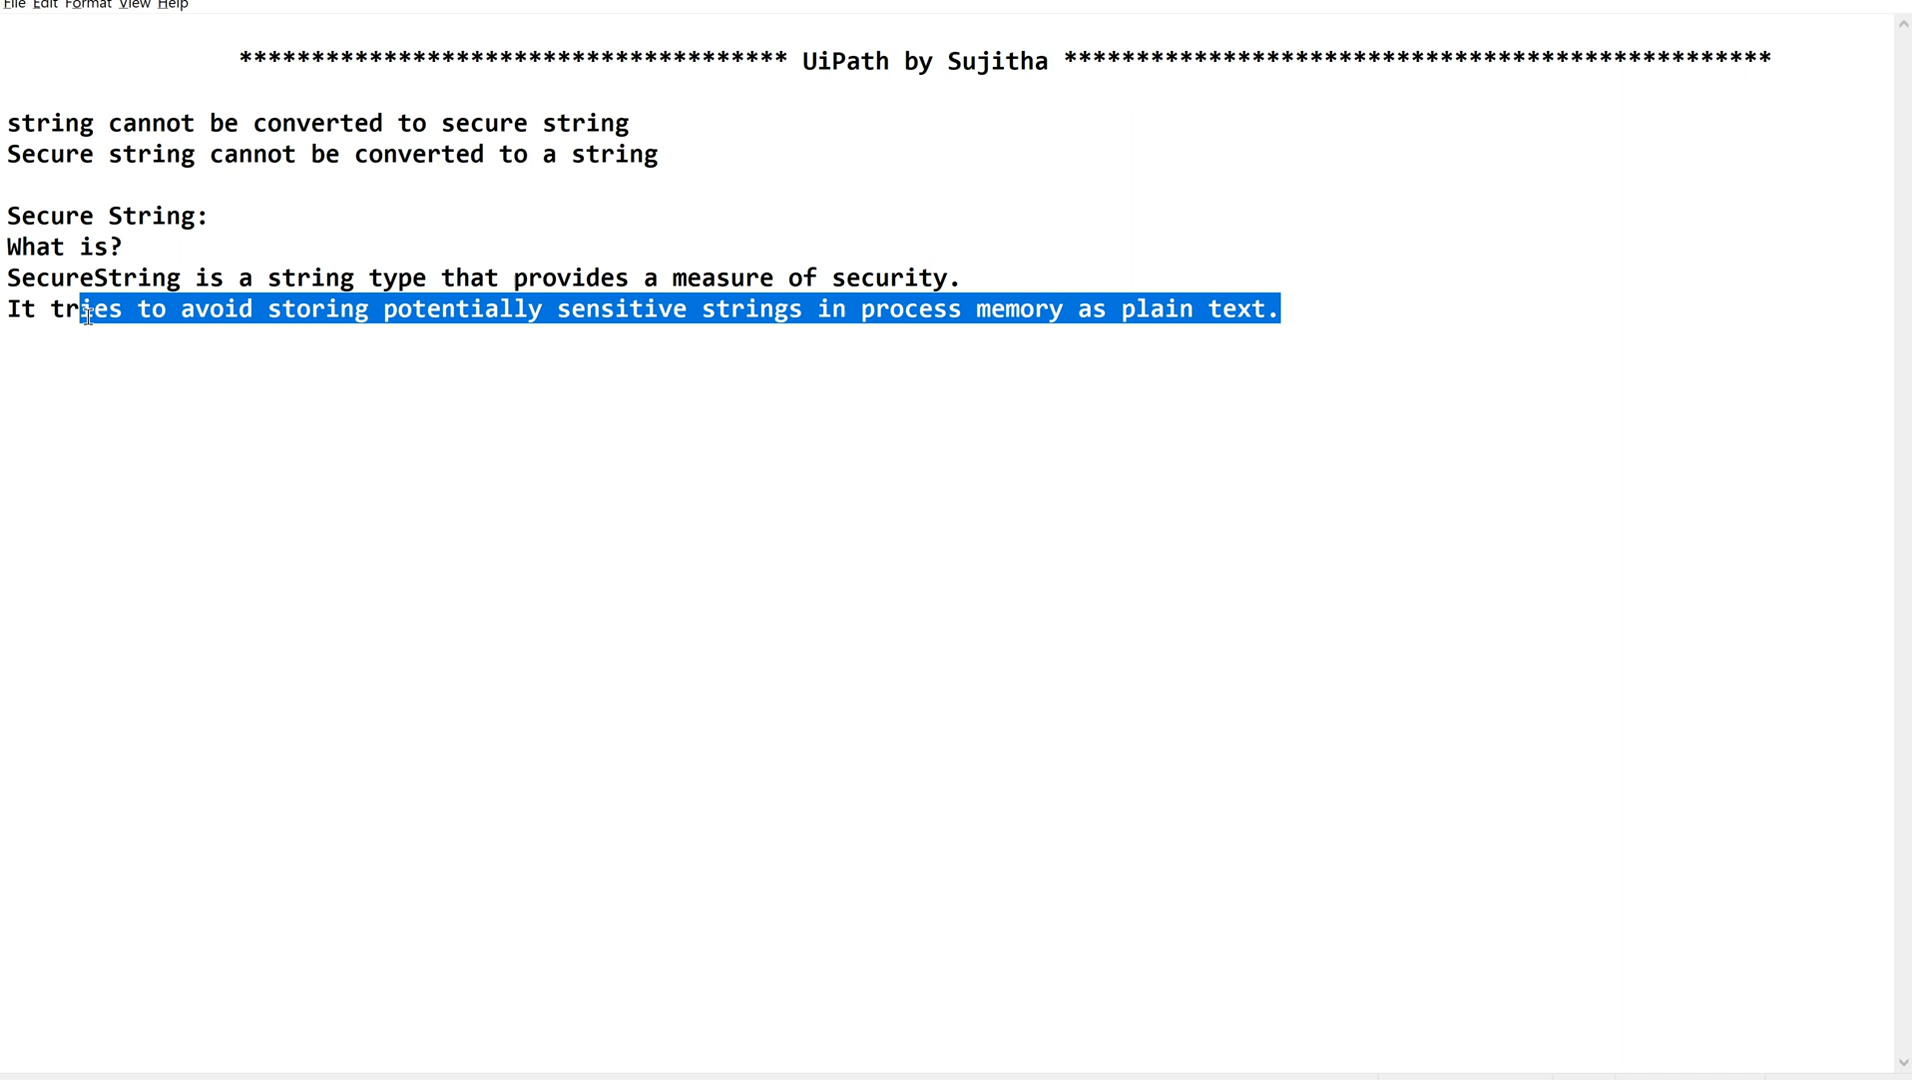 File Edit Format View Help
************************************** UiPath by Sujitha *************************************************
string cannot be converted to secure string
Secure string cannot be converted to a string
Secure String:
What is?
SecureString is a string type that provides a measure of security.
It tries to avoid storing potentially sensitive strings in process memory as plain text.